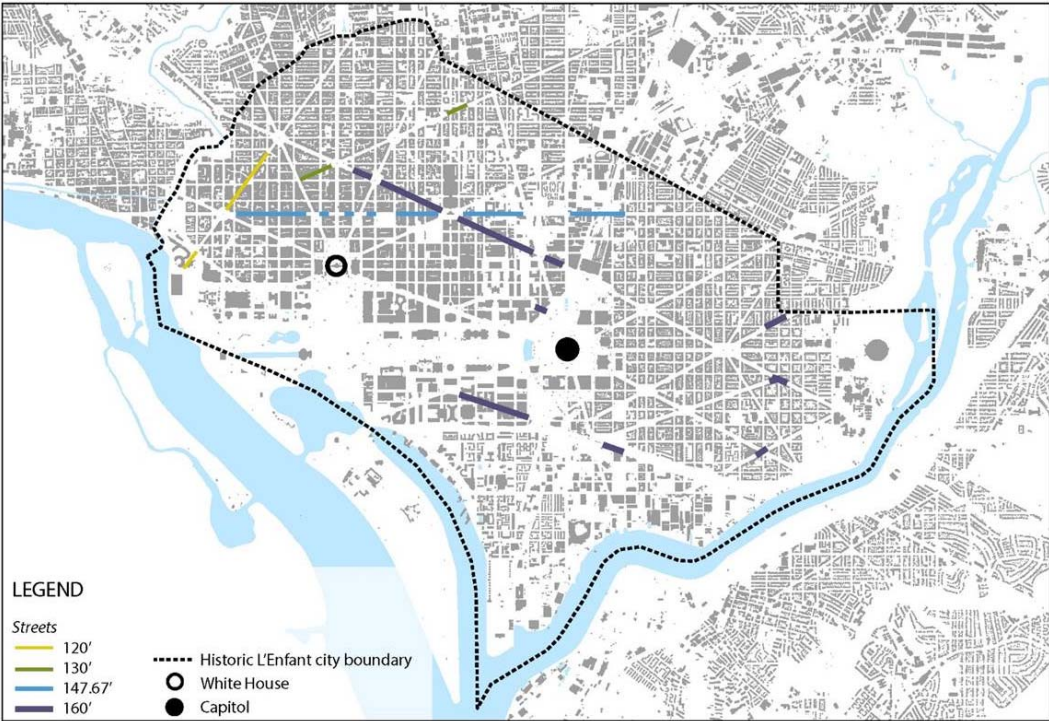 LEGEND
Streets
120'
130'
147.67'
160'
Historic L'Enfant city boundary
White House
Capitol